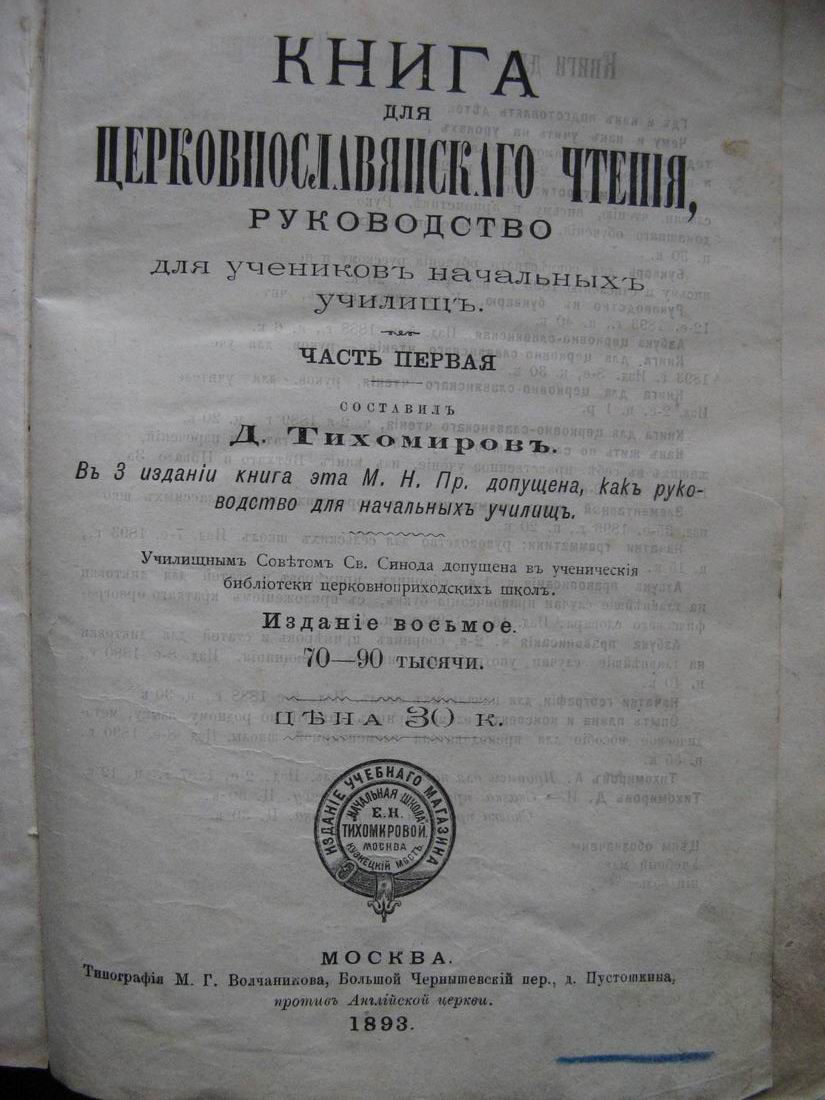 КНИГА
ДЛЯ
ЦЕРКОВНОСЛАВЯНСКАГО ЧТЕНІЯ,
РУКОВОДСТВО
для учениковъ начальныхъ
училищъ.
ЧАСТЬ ПЕРВАЯ
СОСТАВИЛЪ
Д. Тихомировъ.
Въ 3 изданіи книга эта М. Н. Пр. допущена, какъ руко-
водство для начальныхъ училищъ.
Училищнымъ Совѣтомъ Св. Синода допущена въ ученическія
библіотеки церковноприходскихъ школъ.
Изданіе восьмое.
70—90 тысячи.
ЦѢНА 30 К.
ИЗДАНІЕ УЧЕБНАГО МАГАЗИНА
„НАЧАЛЬНАЯ ШКОЛА"
Е.Н.
ТИХОМИРОВОЙ.
МОСКВА
КУЗНЕЦКІЙ МОСТЪ
МОСКВА.
Типографія М. Г. Волчанинова, Большой Чернышевскій пер., д. Пустошкина,
противъ Англійской церкви.
1893.